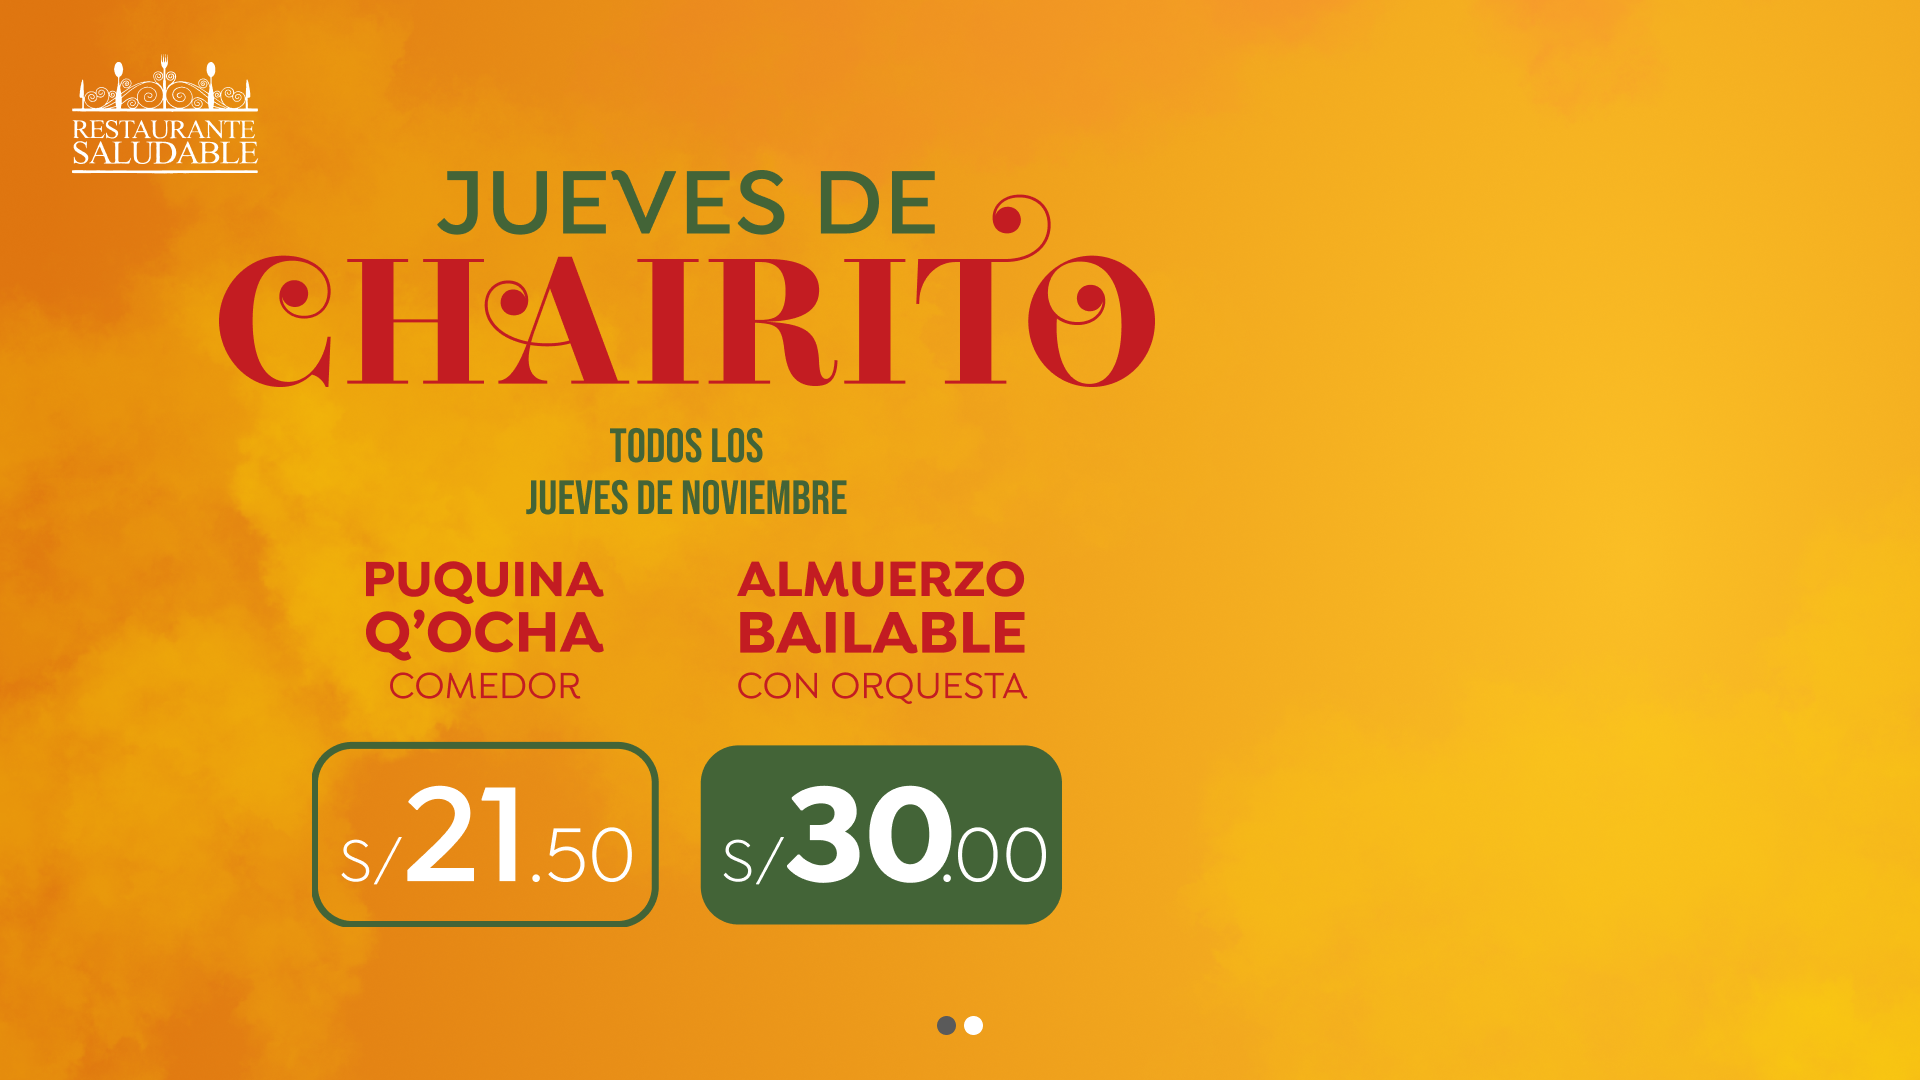 RESTAURANTE
SALUDABLE
JUEVES DE
CHAIRITO
TODOS LOS
JUEVES DE NOVIEMBRE
PUQUINA
Q’OCHA
COMEDOR
S/21.50
ALMUERZO
BAILABLE
CON ORQUESTA
S/30.00